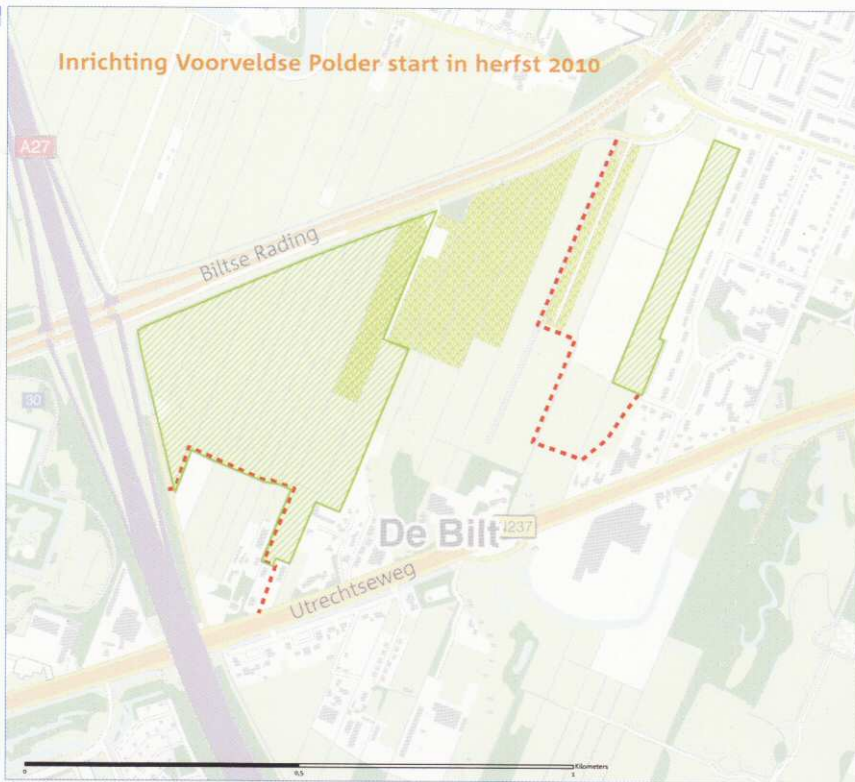 Inrichting Voorveldse Polder start in herfst 2010
A27
Biltse Rading
30
De Bilt
N237
Utrechtseweg
Kilometers
0
0,5
1